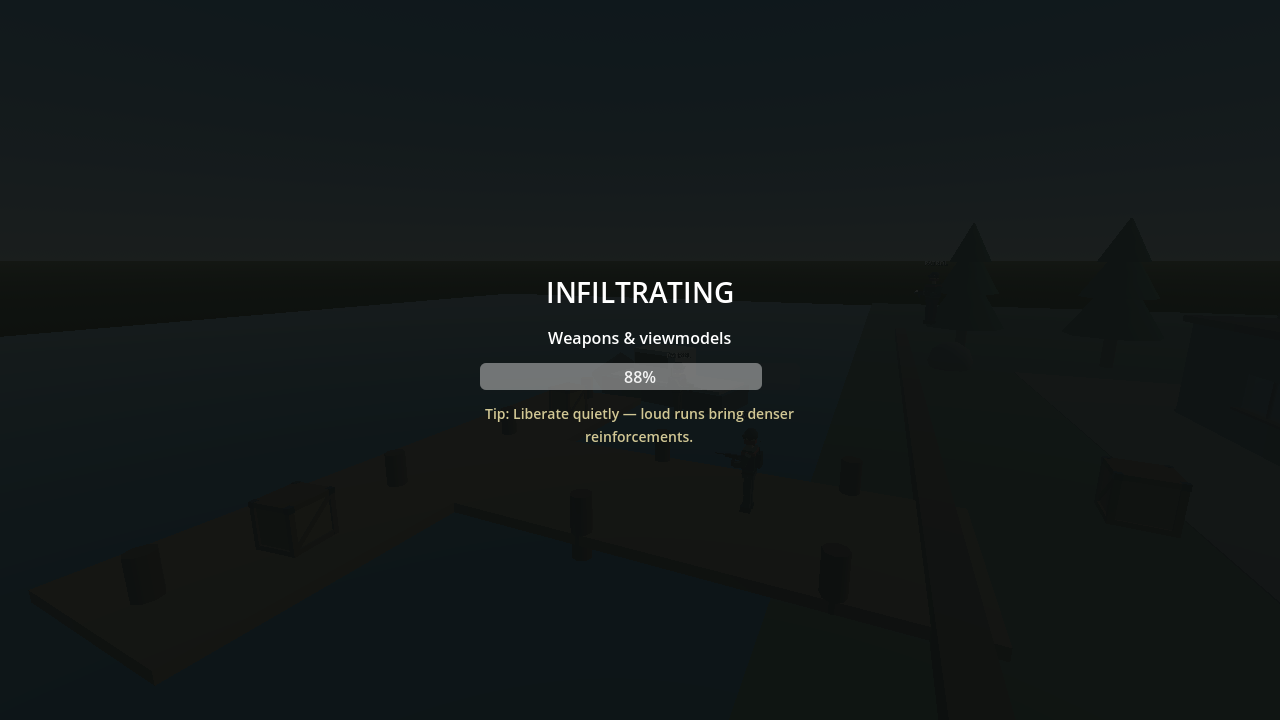 INFILTRATING
Weapons & viewmodels
88%
Tip: Liberate quietly — loud runs bring denser
reinforcements.